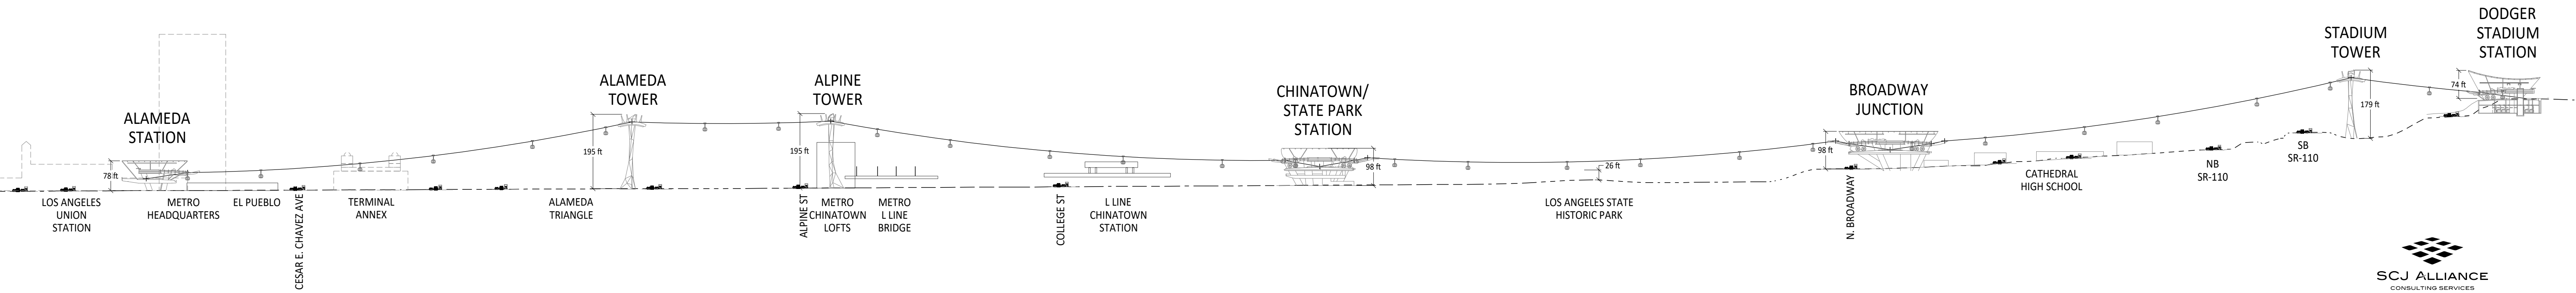 ALAMEDA
STATION
78 ft
LOS ANGELES
UNION
STATION
METRO
HEADQUARTERS
EL PUEBLO
CESAR E. CHAVEZ AVE
TERMINAL
ANNEX
ALAMEDA
TRIANGLE
ALAMEDA
TOWER
195 ft
ALPINE
TOWER
195 ft
ALPINE ST
METRO
CHINATOWN
LOFTS
METRO
L LINE
BRIDGE
COLLEGE ST
L LINE
CHINATOWN
STATION
CHINATOWN/
STATE PARK
STATION
98 ft
26 ft
LOS ANGELES STATE
HISTORIC PARK
BROADWAY
JUNCTION
98 ft
N. BROADWAY
CATHEDRAL
HIGH SCHOOL
NB
SR-110
SB
SR-110
STADIUM
TOWER
179 ft
DODGER
STADIUM
STATION
74 ft
SCJ ALLIANCE
CONSULTING SERVICES